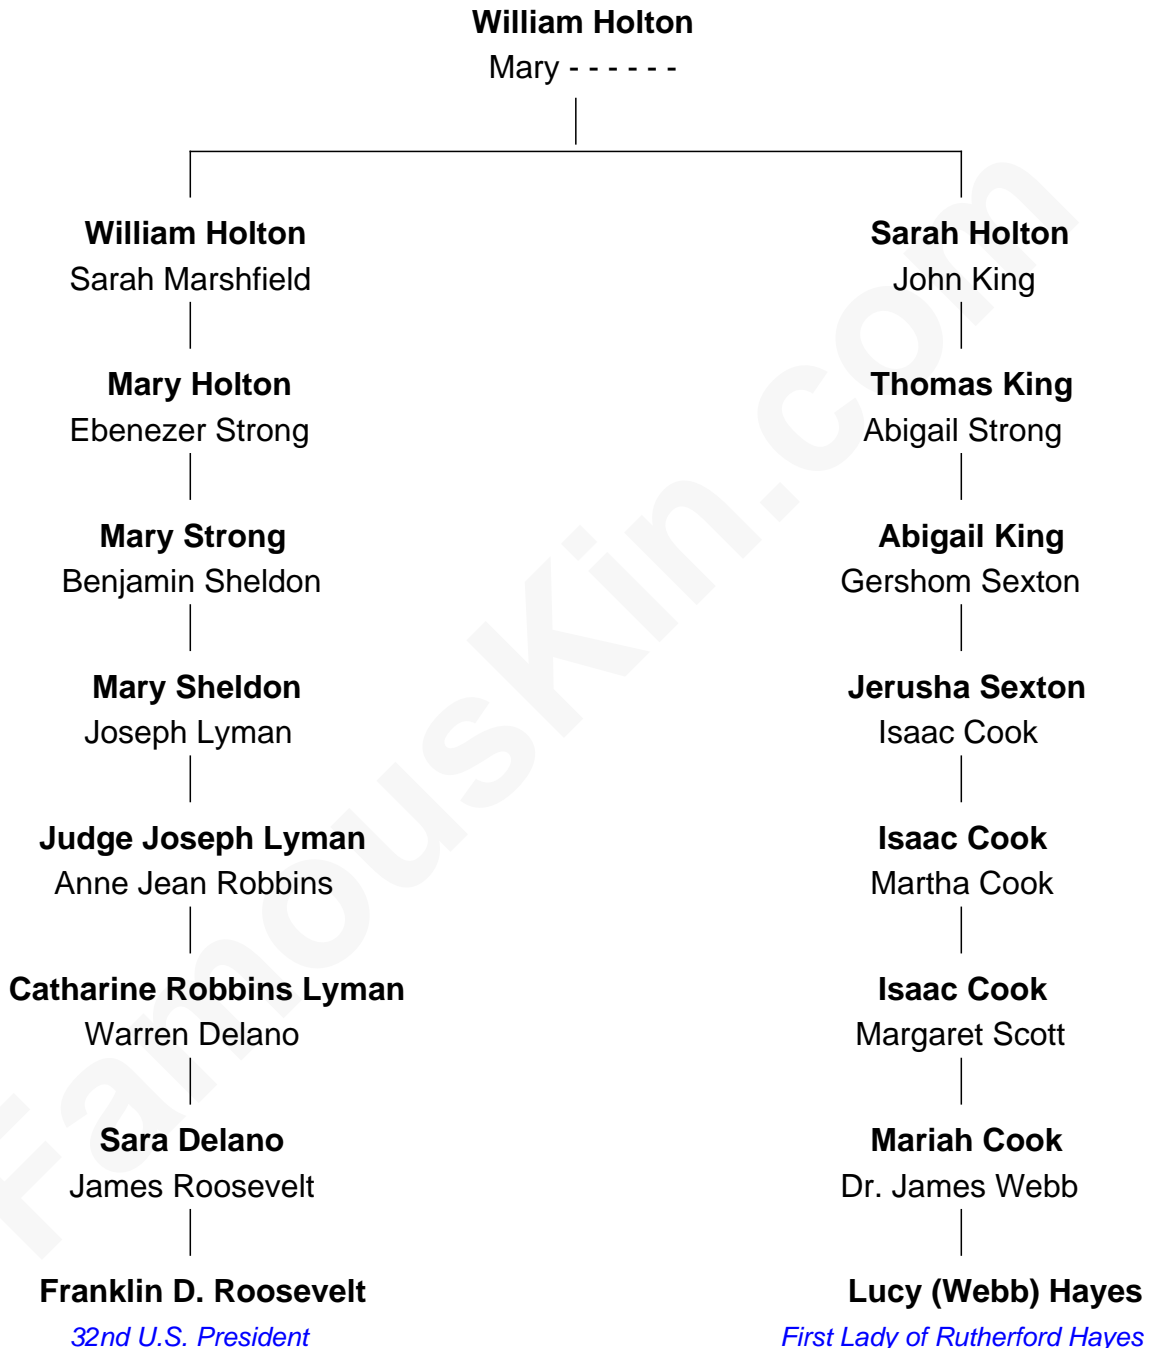 William Holton
Mary - - - - - -
William Holton
Sarah Marshfield
Sarah Holton
John King
Mary Holton
Ebenezer Strong
Thomas King
Abigail Strong
Mary Strong
Benjamin Sheldon
Abigail King
Gershom Sexton
Mary Sheldon
Joseph Lyman
Jerusha Sexton
Isaac Cook
Judge Joseph Lyman
Anne Jean Robbins
Isaac Cook
Martha Cook
Catharine Robbins Lyman
Warren Delano
Isaac Cook
Margaret Scott
Sara Delano
James Roosevelt
Mariah Cook
Dr. James Webb
Franklin D. Roosevelt
32nd U.S. President
Lucy (Webb) Hayes
First Lady of Rutherford Hayes
FamousKin.com